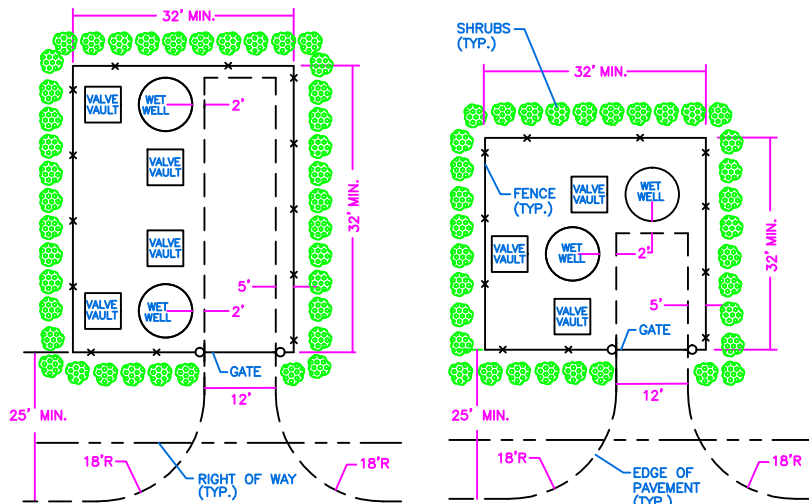 32' MIN.
VALVE
VAULT
WET
WELL
2'
VALVE
VAULT
32' MIN.
VALVE
VAULT
5'
VALVE
VAULT
WET
WELL
2'
GATE
12'
25' MIN.
18'R
RIGHT OF WAY
(TYP.)
18'R
SHRUBS
(TYP.)
32' MIN.
FENCE
(TYP.)
VALVE
VAULT
WET
WELL
VALVE
VAULT
WET
WELL
2'
32' MIN.
VALVE
VAULT
5'
GATE
12'
25' MIN.
18'R
EDGE OF
PAVEMENT
(TYP.)
18'R